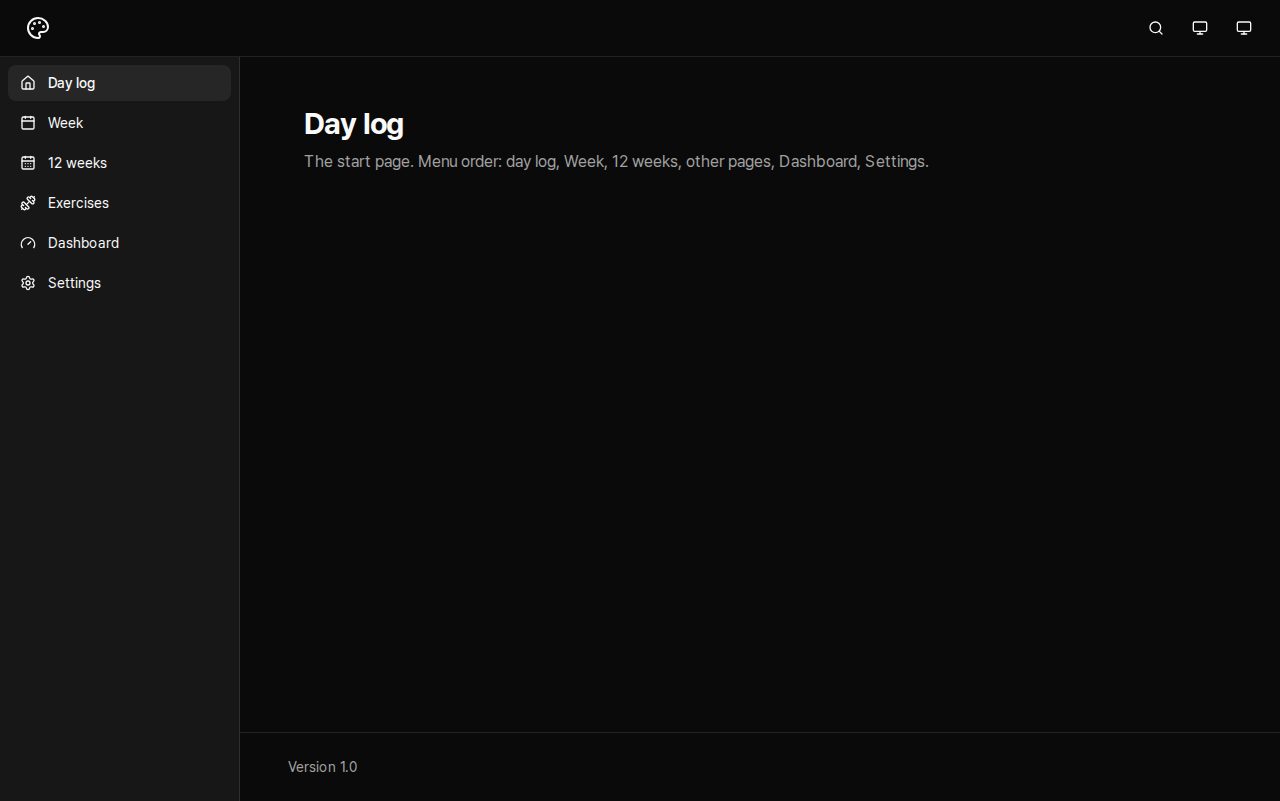 Day log
Week
12 weeks
Exercises
Dashboard
Settings
Day log
The start page. Menu order: day log, Week, 12 weeks, other pages, Dashboard, Settings.
Version 1.0